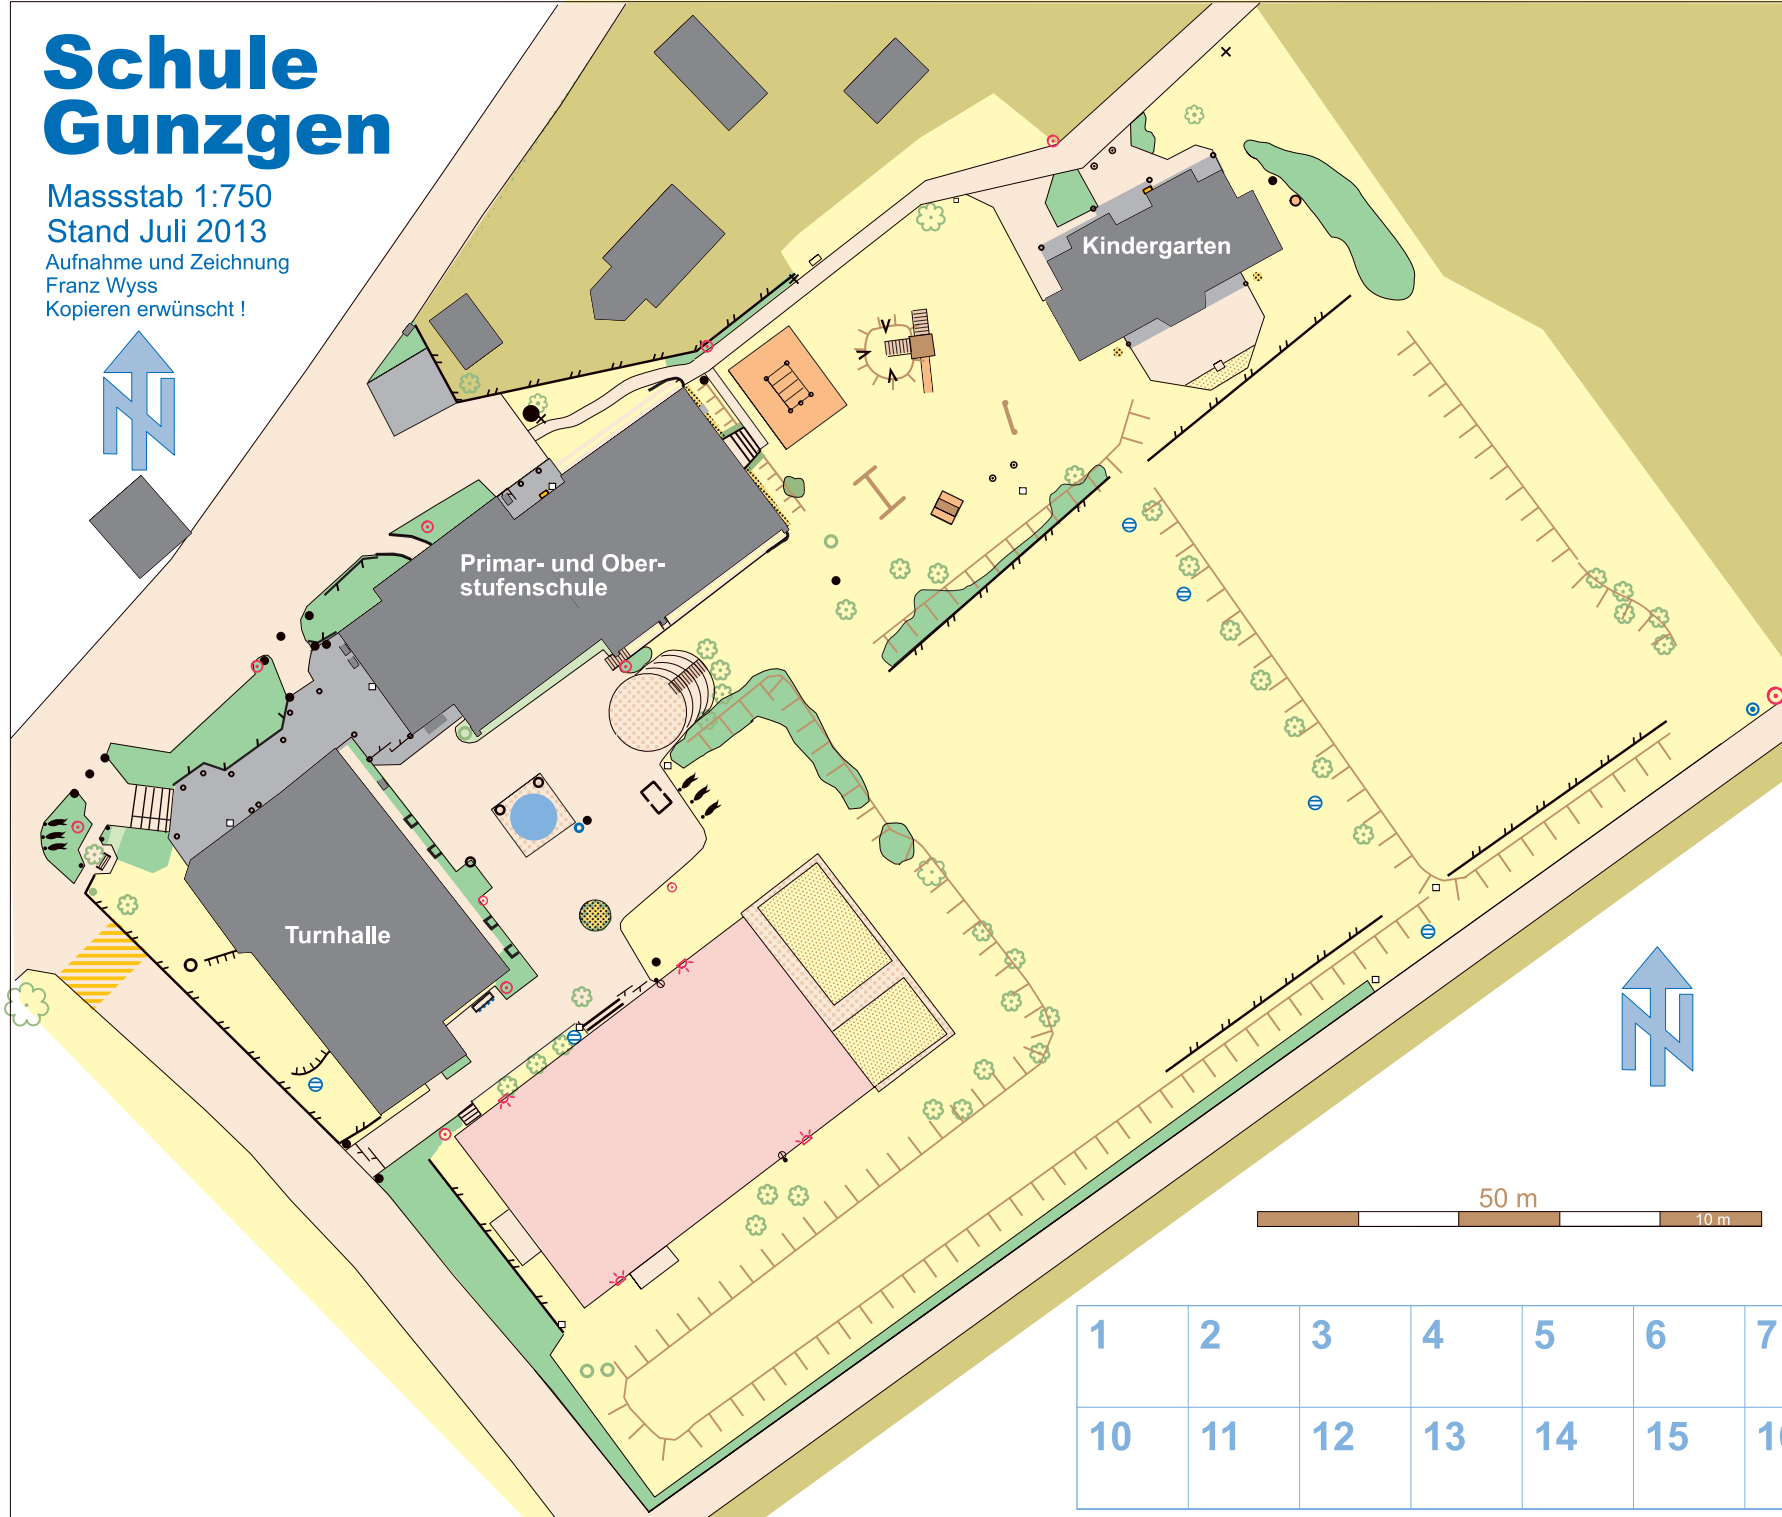 Schule
Gunzgen
Massstab 1:750
Stand Juli 2013
Aufnahme und Zeichnung
Franz Wyss
Kopieren erwünscht !
N
Kindergarten
Primar- und Ober-
stufenschule
Turnhalle
N
50 m
10 m
1 2 3 4 5 6 7
10 11 12 13 14 15